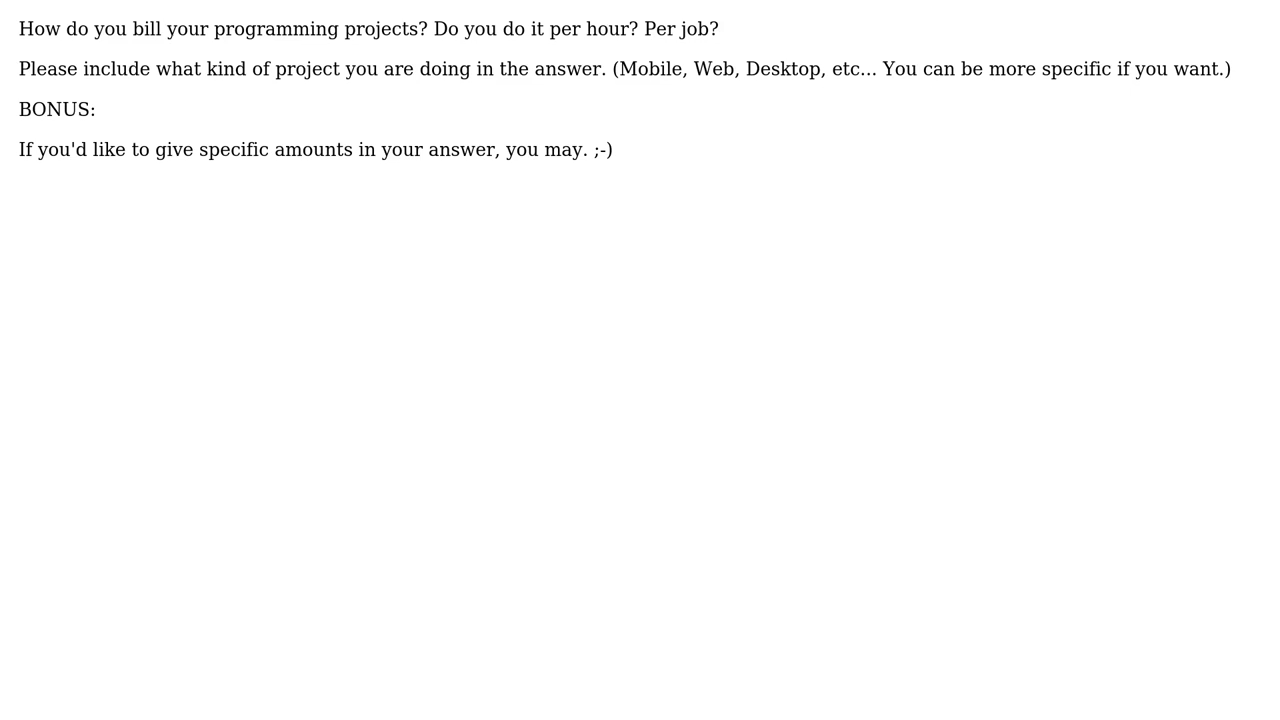 How do you bill your programming projects? Do you do it per hour? Per job?
Please include what kind of project you are doing in the answer. (Mobile, Web, Desktop, etc... You can be more specific if you want.)
BONUS:
If you'd like to give specific amounts in your answer, you may. ;-)